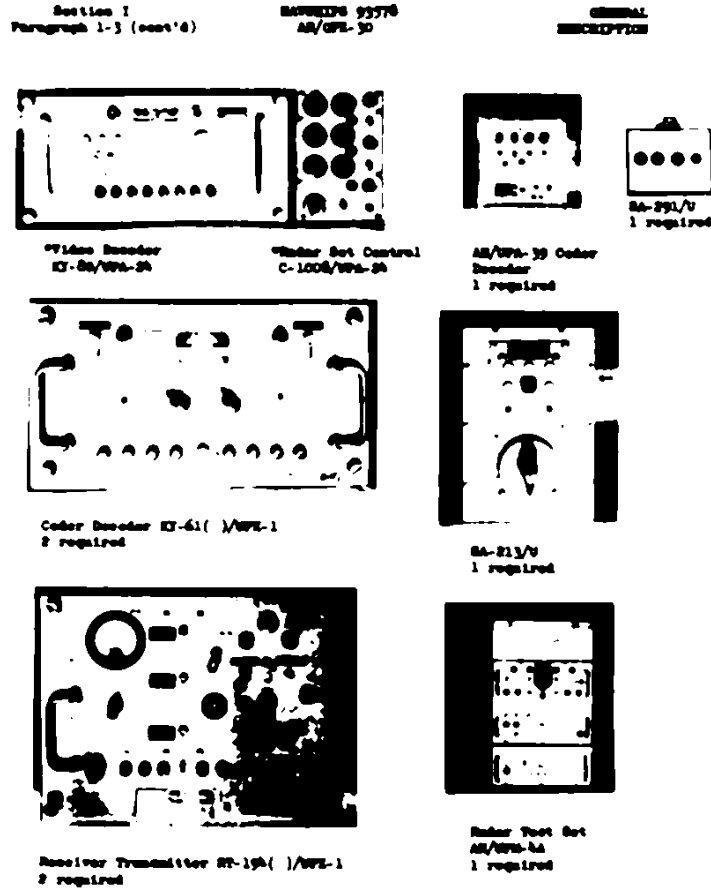 Section I
Paragraph 1-3 (cont'd)
NAVSHIPS 93578
AN/UPX-30
GENERAL
DESCRIPTION
*Video Decoder
KY-84/UPA-24
*Radar Set Control
C-1008/UPA-24
AN/UPA-39 Coder
Decoder
1 required
SA-291/U
1 required
Coder Decoder KY-61( )/UPX-1
2 required
SA-213/U
1 required
Receiver Transmitter RT-194( )/UPX-1
2 required
Radar Test Set
AN/UPM-4A
1 required